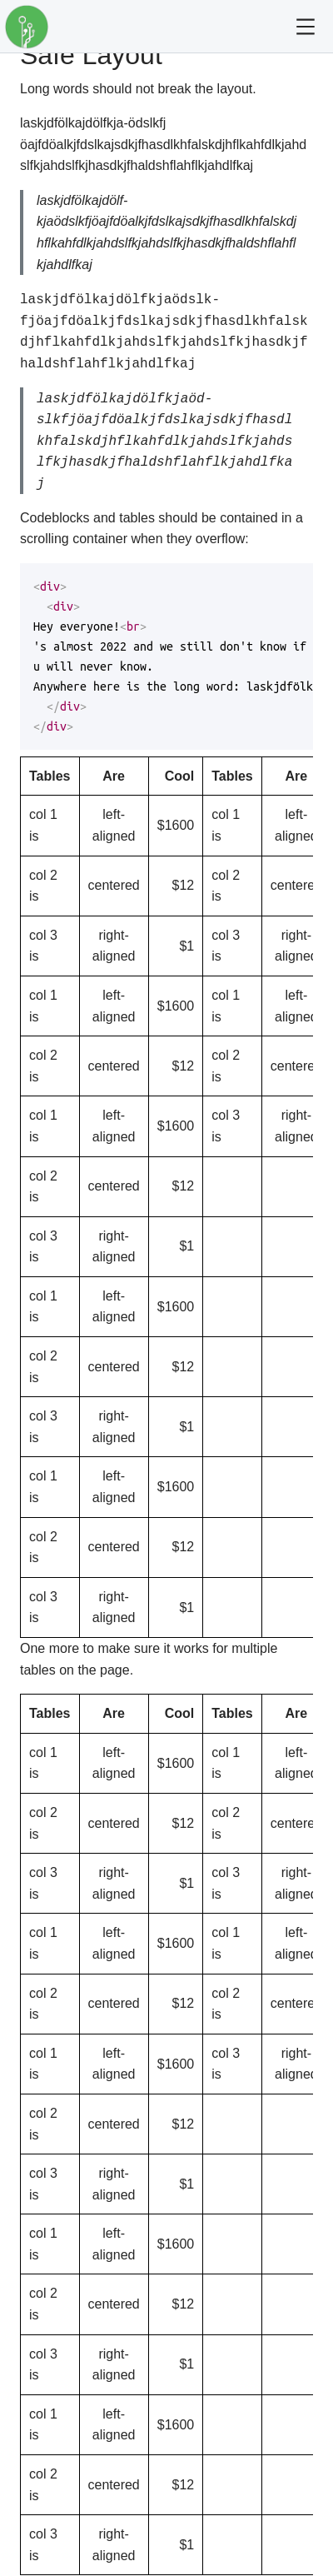 Safe Layout
Long words should not break the layout.
laskjdfölkajdölfkja-ödslkfj
öajfdöalkjfdslkajsdkjfhasdlkhfalskdjhflkahfdlkjahd
slfkjahdslfkjhasdkjfhaldshflahflkjahdlfkaj
laskjdfölkajdölf-
kjaödslkfjöajfdöalkjfdslkajsdkjfhasdlkhfalskdj
hflkahfdlkjahdslfkjahdslfkjhasdkjfhaldshflahfl
kjahdlfkaj
laskjdfölkajdölfkjaödslk-
fjöajfdöalkjfdslkajsdkjfhasdlkhfalsk
djhflkahfdlkjahdslfkjahdslfkjhasdkjf
haldshflahflkjahdlfkaj
laskjdfölkajdölfkjaöd-
slkfjöajfdöalkjfdslkajsdkjfhasdl
khfalskdjhflkahfdlkjahdslfkjahds
lfkjhasdkjfhaldshflahflkjahdlfka
j
Codeblocks and tables should be contained in a
scrolling container when they overflow:
<div>
<div>
Hey everyone!<br>
's almost 2022 and we still don't know if
u will never know.
Anywhere here is the long word: laskjdfölk
</div>
</div>
Tables Are Cool Tables Are
col 1 left- $1600 col 1 left-
is aligned is aligned
col 2 centered $12 col 2 centere
is is
col 3 right- $1 col 3 right-
is aligned is aligned
col 1 left- $1600 col 1 left-
is aligned is aligned
col 2 centered $12 col 2 centere
is is
col 1 left- $1600 col 3 right-
is aligned is aligned
col 2 centered $12
is
col 3 right- $1
is aligned
col 1 left- $1600
is aligned
col 2 centered $12
is
col 3 right- $1
is aligned
col 1 left- $1600
is aligned
col 2 centered $12
is
col 3 right- $1
is aligned
One more to make sure it works for multiple
tables on the page.
Tables Are Cool Tables Are
col 1 left- $1600 col 1 left-
is aligned is aligned
col 2 centered $12 col 2 centere
is is
col 3 right- $1 col 3 right-
is aligned is aligned
col 1 left- $1600 col 1 left-
is aligned is aligned
col 2 centered $12 col 2 centere
is is
col 1 left- $1600 col 3 right-
is aligned is aligned
col 2 centered $12
is
col 3 right- $1
is aligned
col 1 left- $1600
is aligned
col 2 centered $12
is
col 3 right- $1
is aligned
col 1 left- $1600
is aligned
col 2 centered $12
is
col 3 right- $1
is aligned